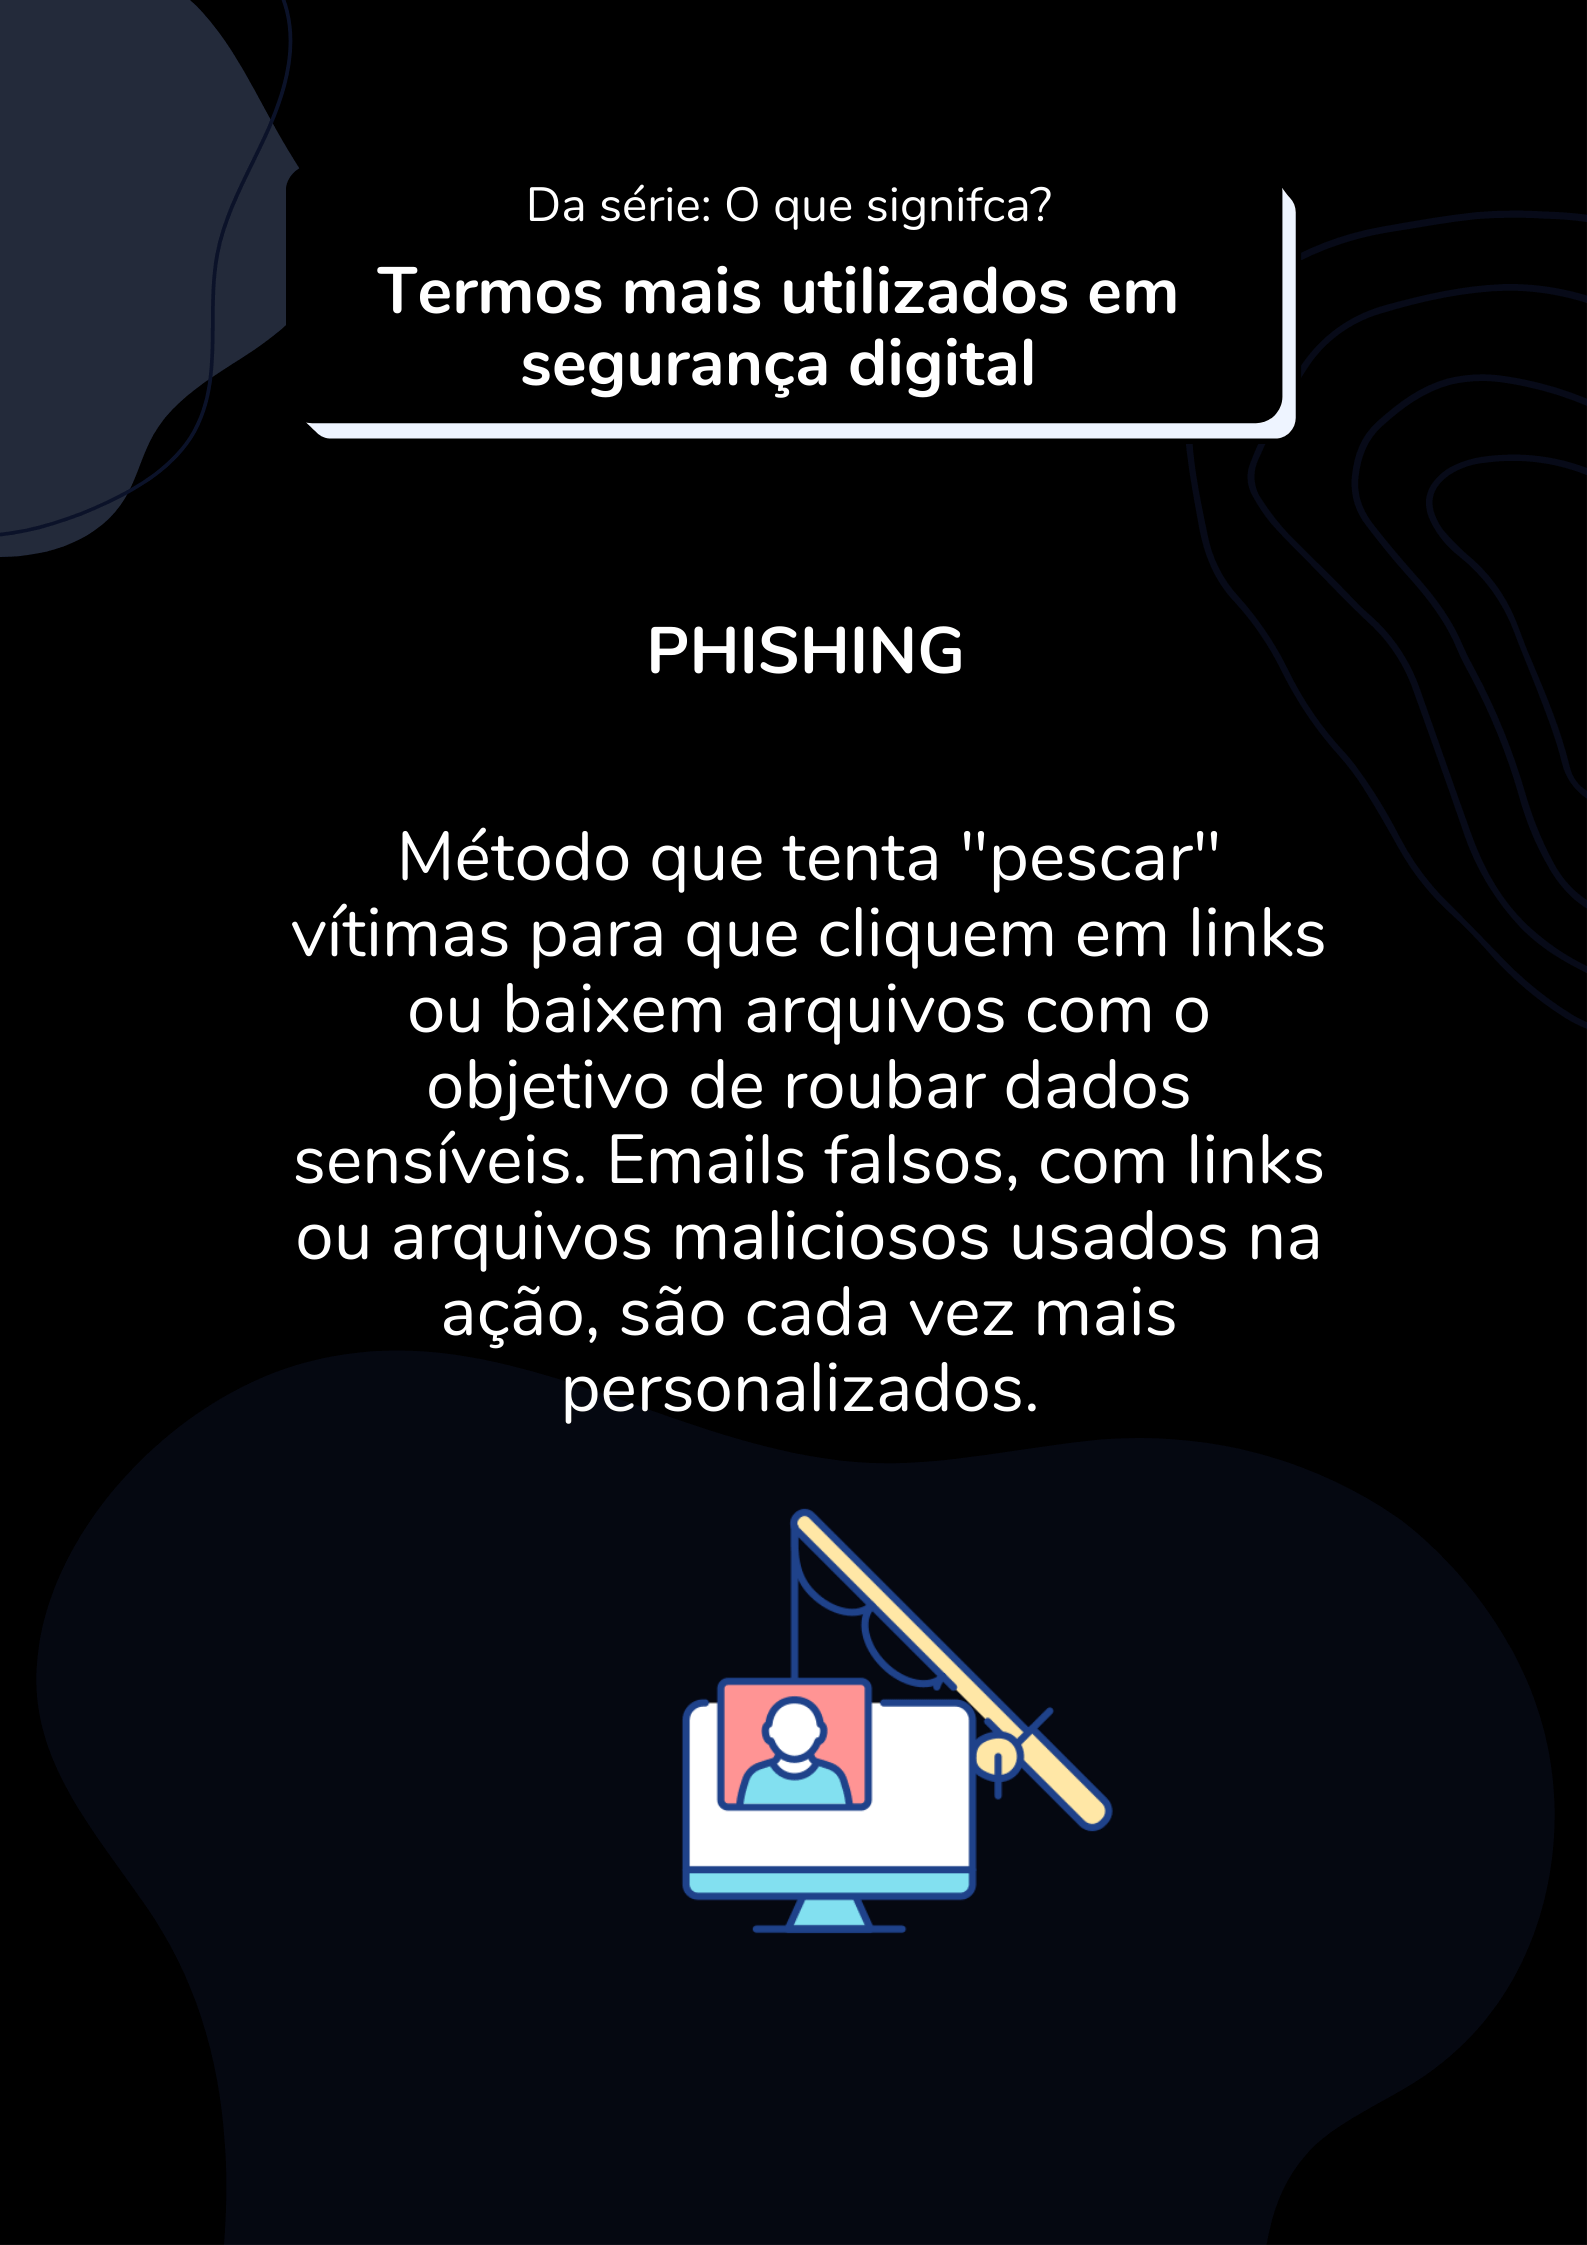 Da série: O que signifca?
Termos mais utilizados em
segurança digital
PHISHING
Método que tenta "pescar"
vítimas para que cliquem em links
ou baixem arquivos com o
objetivo de roubar dados
sensíveis. Emails falsos, com links
ou arquivos maliciosos usados na
ação, são cada vez mais
personalizados.